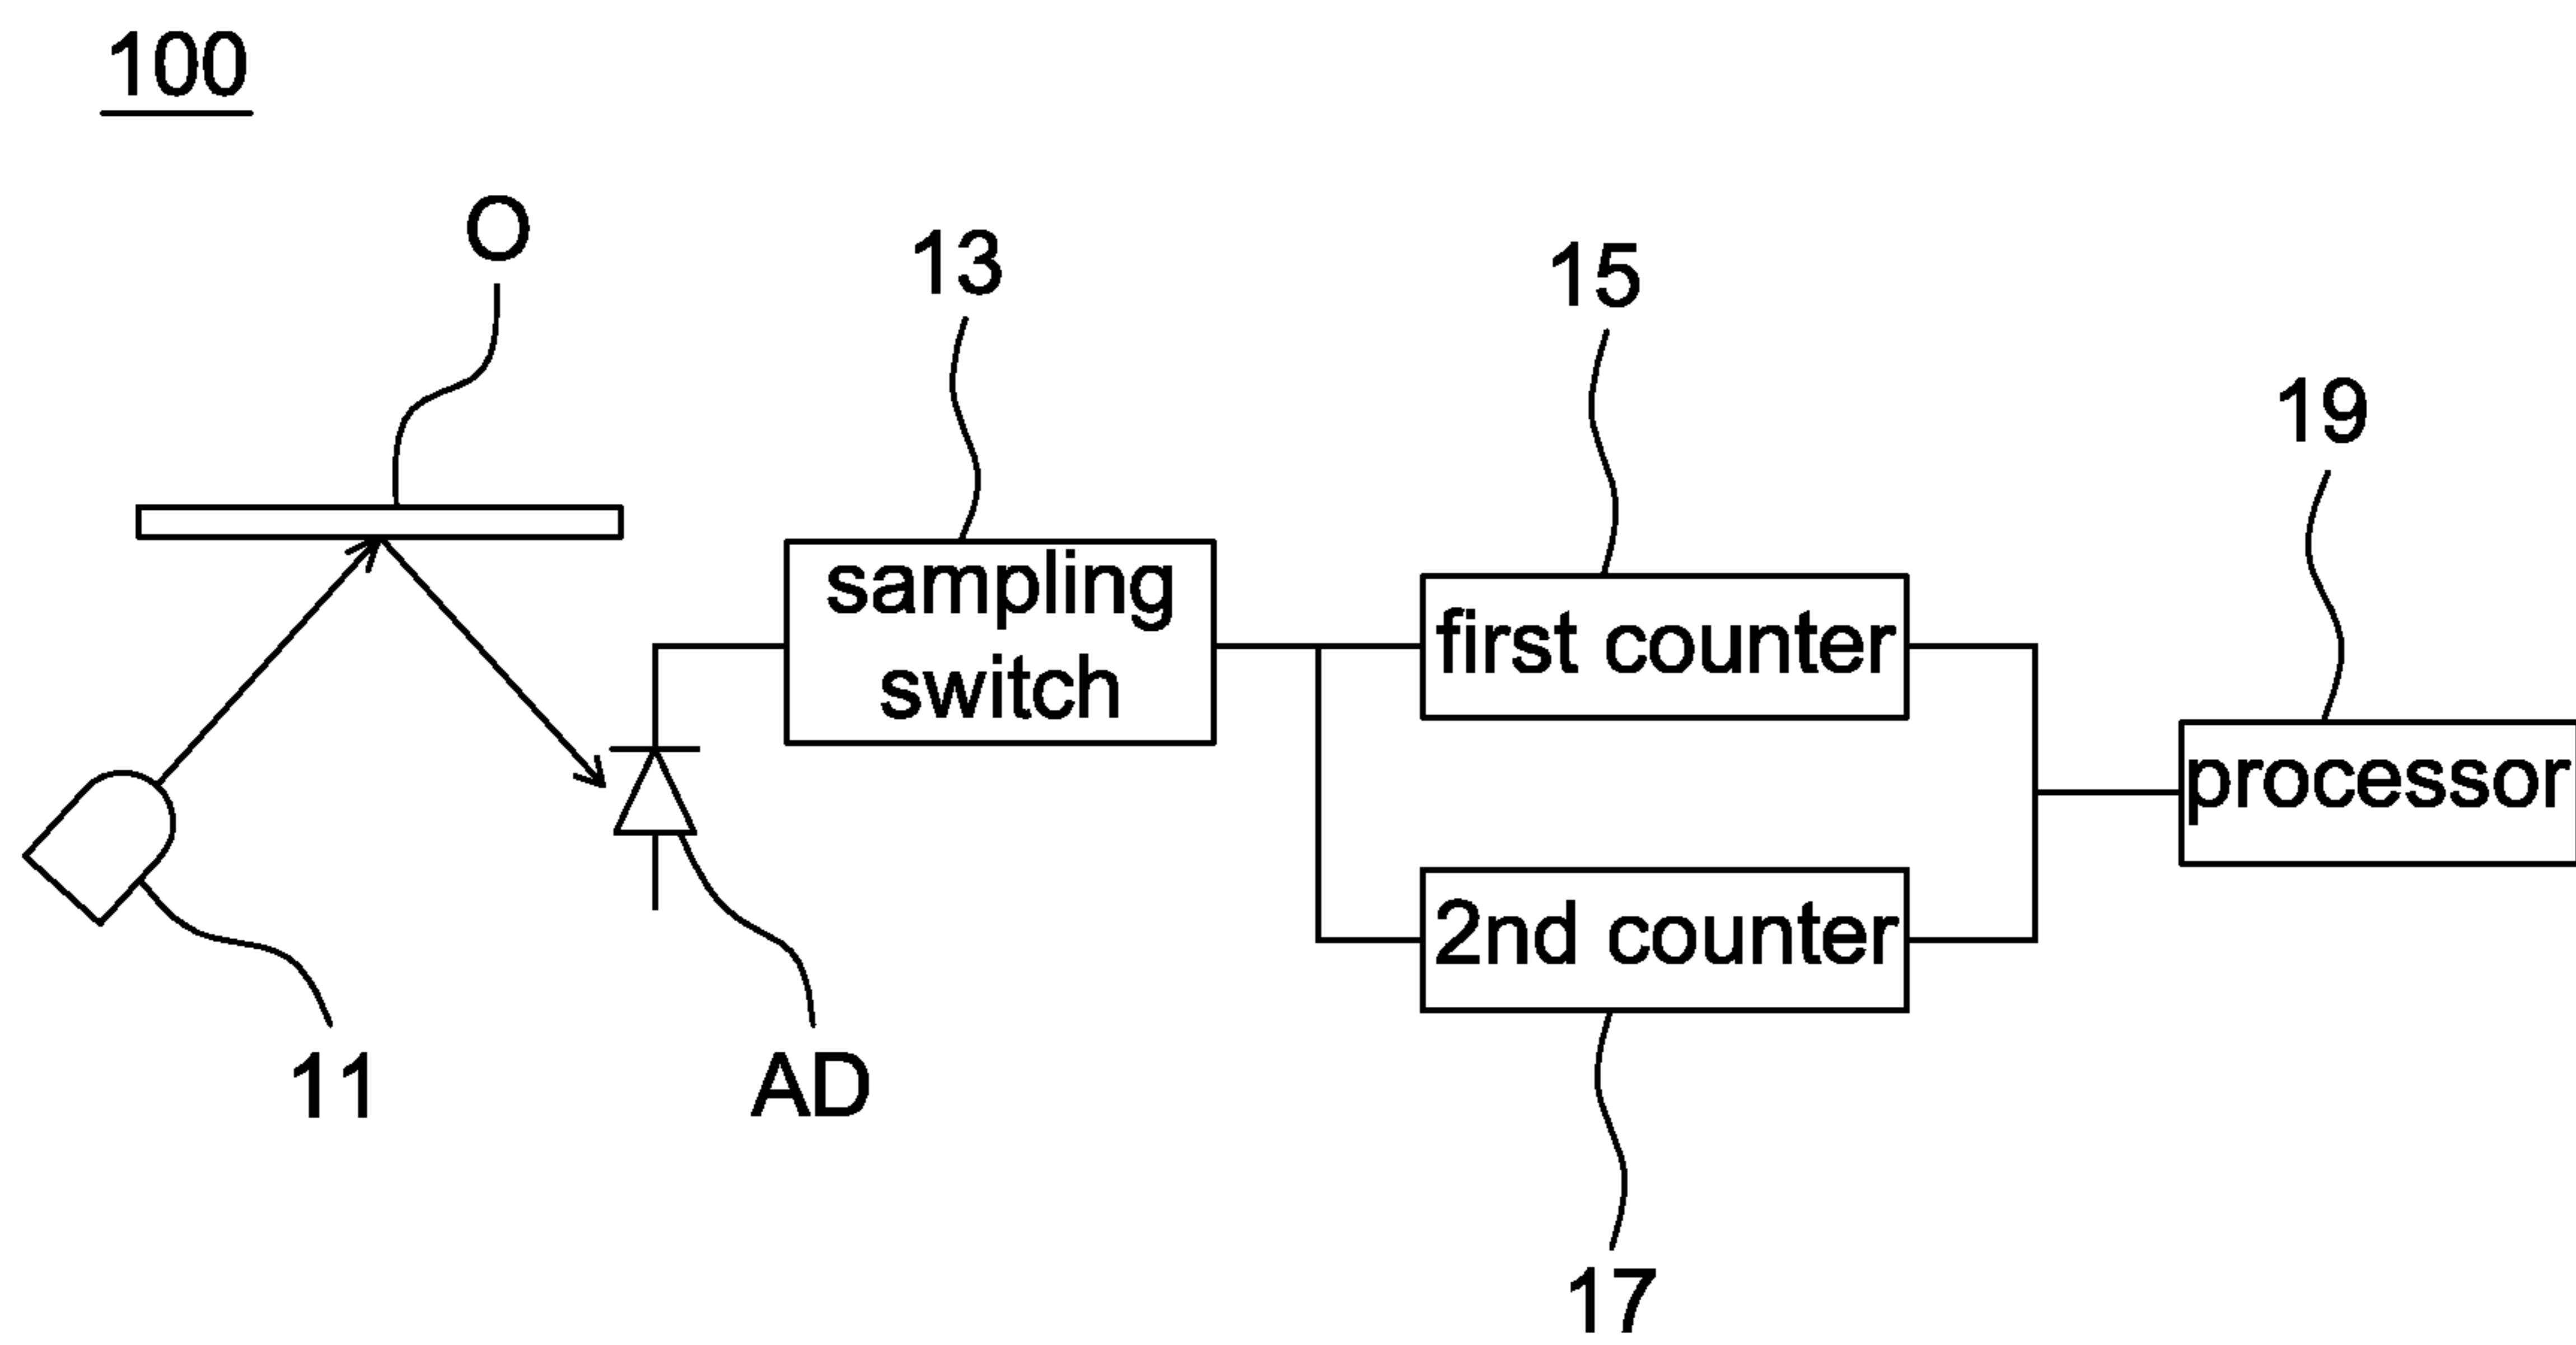 100
O
13
15
19
sampling
switch
first counter
processor
2nd counter
11
AD
17